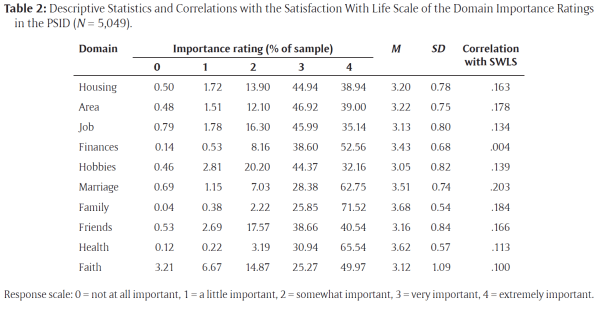 Table 2: Descriptive Statistics and Correlations with the Satisfaction With Life Scale of the Domain Importance Ratings
in the PSID (N = 5,049).
Domain Importance rating (% of sample) M SD Correlation
with SWLS
0 1 2 3 4
Housing 0.50 1.72 13.90 44.94 38.94 3.20 0.78 .163
Area 0.48 1.51 12.10 46.92 39.00 3.22 0.75 .178
Job 0.79 1.78 16.30 45.99 35.14 3.13 0.80 .134
Finances 0.14 0.53 8.16 38.60 52.56 3.43 0.68 .004
Hobbies 0.46 2.81 20.20 44.37 32.16 3.05 0.82 .139
Marriage 0.69 1.15 7.03 28.38 62.75 3.51 0.74 .203
Family 0.04 0.38 2.22 25.85 71.52 3.68 0.54 .184
Friends 0.53 2.69 17.57 38.66 40.54 3.16 0.84 .166
Health 0.12 0.22 3.19 30.94 65.54 3.62 0.57 .113
Faith 3.21 6.67 14.87 25.27 49.97 3.12 1.09 .100
Response scale: 0 = not at all important, 1 = a little important, 2 = somewhat important, 3 = very important, 4 = extremely important.